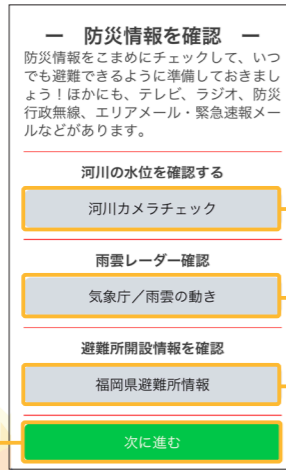 ー 防災情報を確認 ー
防災情報をこまめにチェックして、いつ
でも避難できるように準備しておきまし
ょう！ほかにも、テレビ、ラジオ、防災
行政無線、エリアメール・緊急速報メー
ルなどがあります。
河川の水位を確認する
河川カメラチェック
雨雲レーダー確認
気象庁／雨雲の動き
避難所開設情報を確認
福岡県避難所情報
次に進む